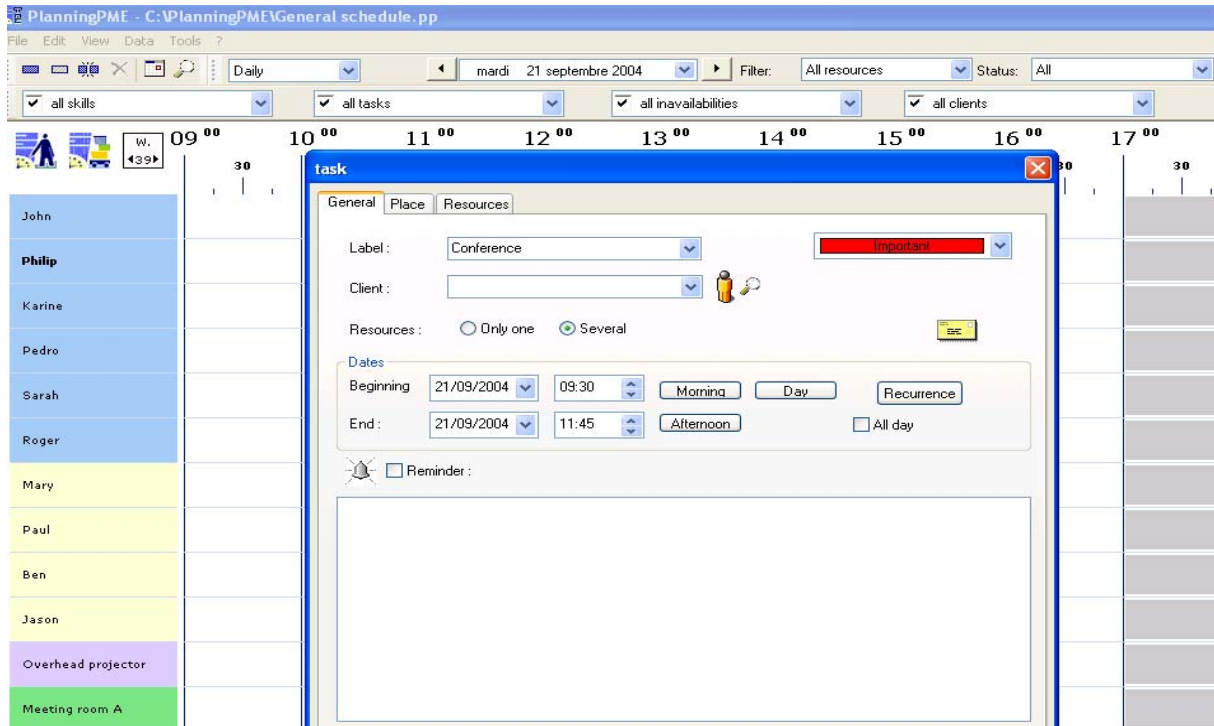 PlanningPME - C:\PlanningPME\General schedule.pp
File Edit View Data Tools ?
Daily mardi 21 septembre 2004 Filter: All resources Status: All
all skills all tasks all inavailabilities all clients
W. 39 09 00 10 00 11 00 12 00 13 00 14 00 15 00 16 00 17 00
30 30 30
task
General Place Resources
John
Label : Conference Important
Philip
Client :
Karine
Resources : Only one Several
Pedro
Dates
Beginning 21/09/2004 09:30 Morning Day Recurrence
Sarah
End : 21/09/2004 11:45 Afternoon All day
Roger
Reminder :
Mary
Paul
Ben
Jason
Overhead projector
Meeting room A